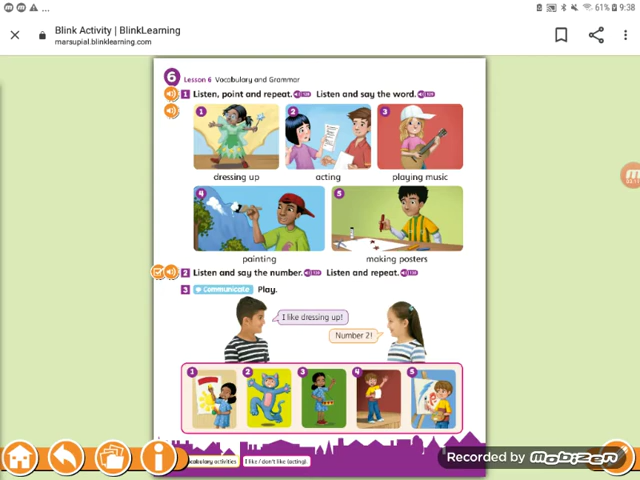 61% 9:38
Blink Activity | BlinkLearning
marsupial.blinklearning.com
6 Lesson 6 Vocabulary and Grammar
1 Listen, point and repeat. Listen and say the word.
1 2 3
dressing up acting playing music
4 5
painting making posters
2 Listen and say the number. Listen and repeat.
3 Communicate Play.
I like dressing up!
Number 2!
1 2 3 4 5
Vocabulary activities I like / don't like (acting).
Recorded by MOBIZEN